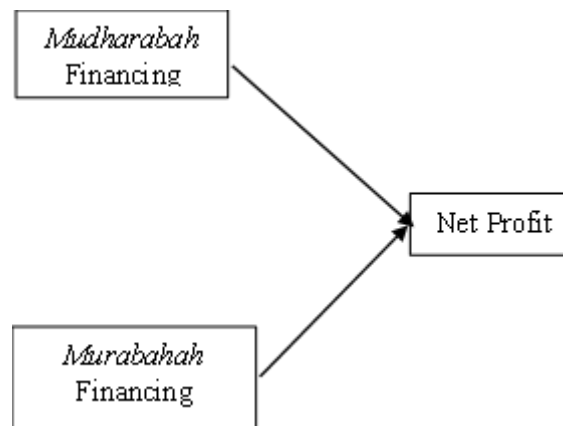 Mudharabah
Financing
Net Profit
Murabahah
Financing